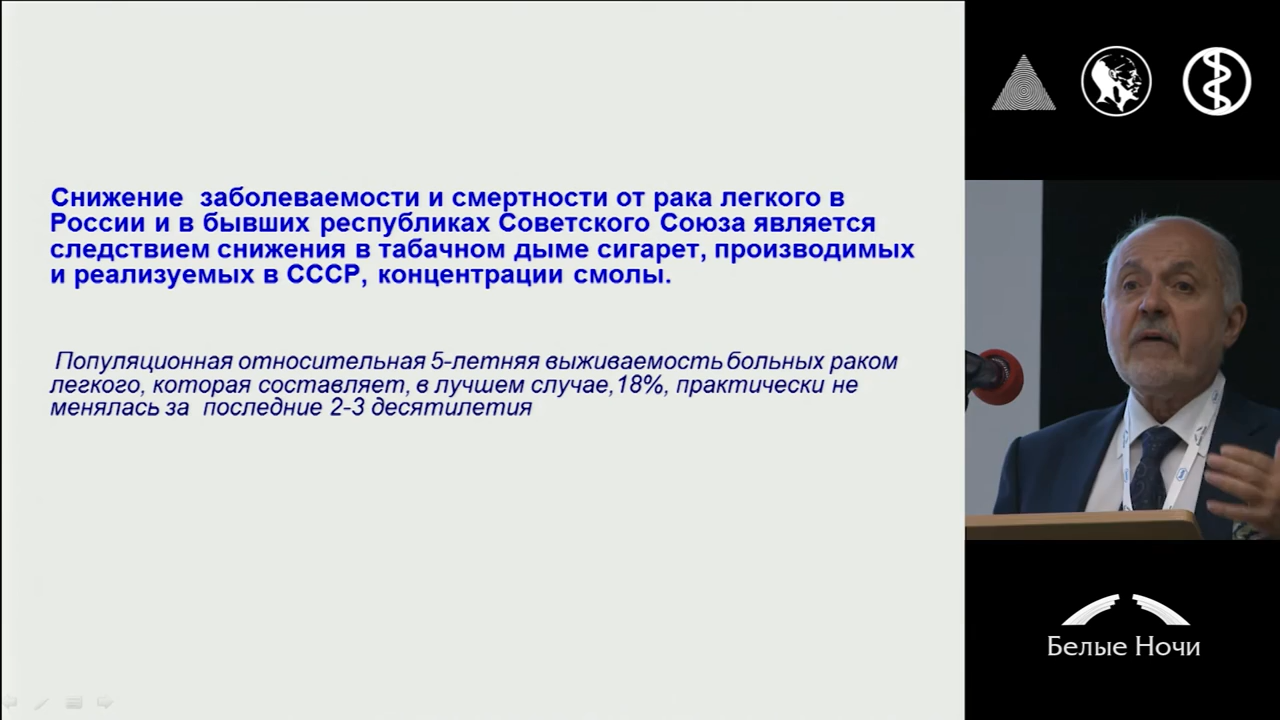 Снижение заболеваемости и смертности от рака легкого в
России и в бывших республиках Советского Союза является
следствием снижения в табачном дыме сигарет, производимых
и реализуемых в СССР, концентрации смолы.
Популяционная относительная 5-летняя выживаемость больных раком
легкого, которая составляет, в лучшем случае,18%, практически не
менялась за последние 2-3 десятилетия
Белые Ночи